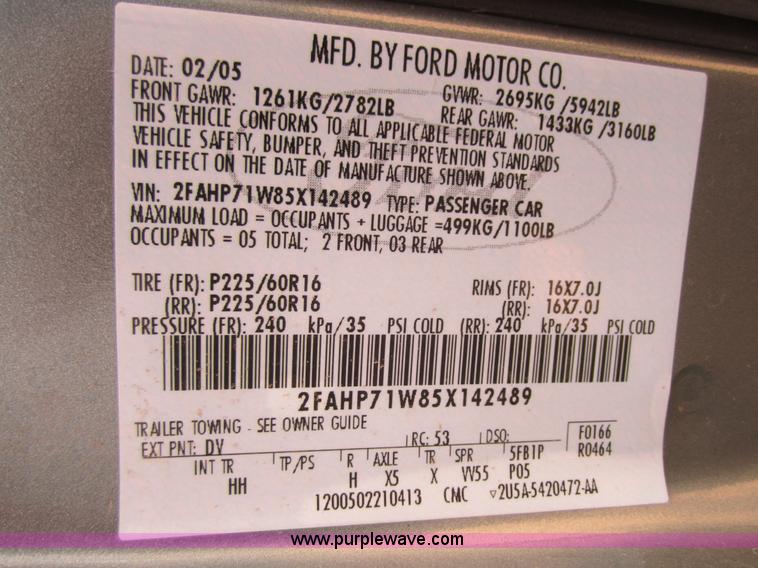 MFD. BY FORD MOTOR CO.
DATE: 02/05
FRONT GAWR: 1261KG/2782LB
GVWR: 2695KG /5942LB
REAR GAWR: 1433KG /3160LB
THIS VEHICLE CONFORMS TO ALL APPLICABLE FEDERAL MOTOR
VEHICLE SAFETY, BUMPER, AND THEFT PREVENTION STANDARDS
IN EFFECT ON THE DATE OF MANUFACTURE SHOWN ABOVE.
VIN: 2FAHP71W85X142489 TYPE: PASSENGER CAR
MAXIMUM LOAD = OCCUPANTS + LUGGAGE =499KG/1100LB
OCCUPANTS = 05 TOTAL; 2 FRONT, 03 REAR
TIRE (FR): P225/60R16 RIMS (FR): 16X7.0J
(RR): P225/60R16 (RR): 16X7.0J
PRESSURE (FR): 240 kPa/35 PSI COLD (RR): 240 kPa/35 PSI COLD
2FAHP71W85X142489
TRAILER TOWING - SEE OWNER GUIDE
EXT PNT: DV RC: 53 DSO: F0166
R0464
INT TR TP/PS R AXLE TR SPR 5FB1P
HH H X5 X VV55 P05
1200502210413 CMC ▽2U5A-5420472-AA
www.purplewave.com